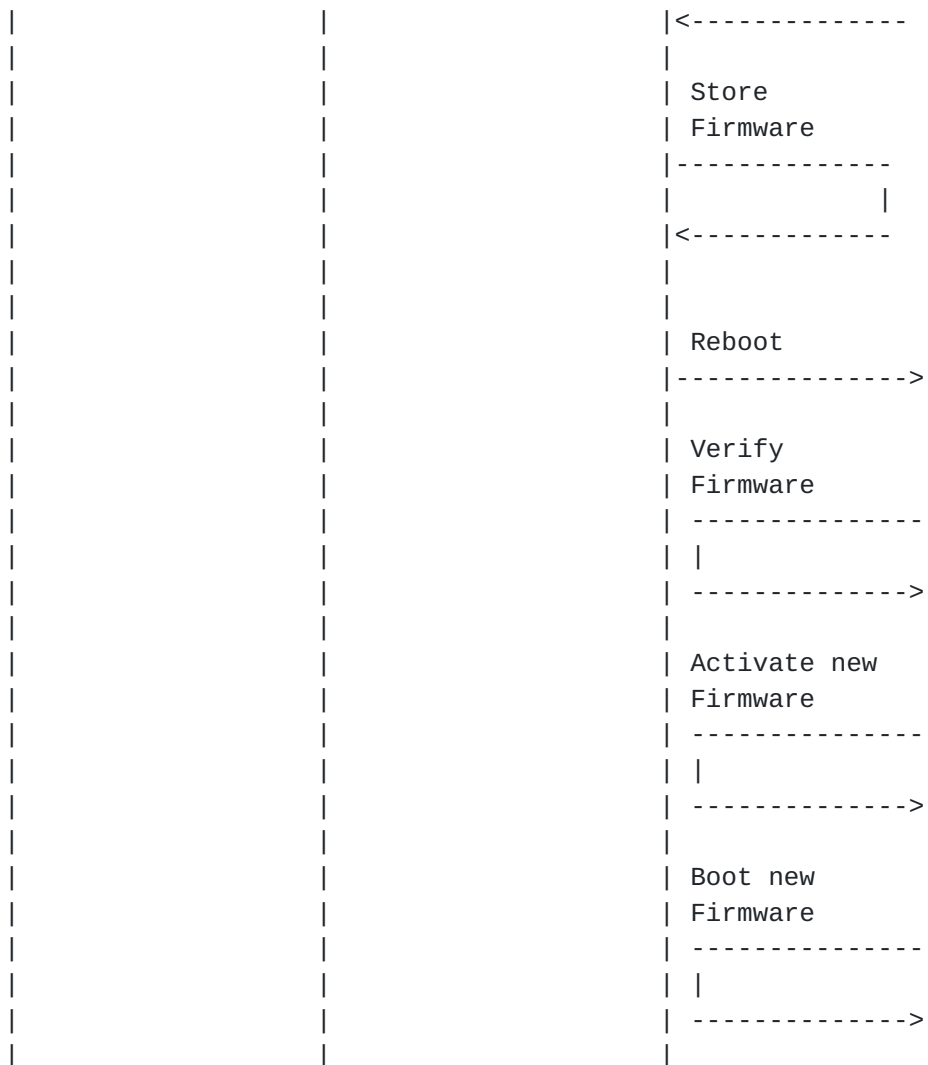 |                   |                     |<--------------
|                   |                     |
|                   |                     | Store
|                   |                     | Firmware
|                   |                     |--------------
|                   |                     |             |
|                   |                     |<-------------
|                   |                     |
|                   |                     |
|                   |                     | Reboot
|                   |                     |--------------->
|                   |                     |
|                   |                     | Verify
|                   |                     | Firmware
|                   |                     | ---------------
|                   |                     | |
|                   |                     | -------------->
|                   |                     |
|                   |                     | Activate new
|                   |                     | Firmware
|                   |                     | ---------------
|                   |                     | |
|                   |                     | -------------->
|                   |                     |
|                   |                     | Boot new
|                   |                     | Firmware
|                   |                     | ---------------
|                   |                     | |
|                   |                     | -------------->
|                   |                     |